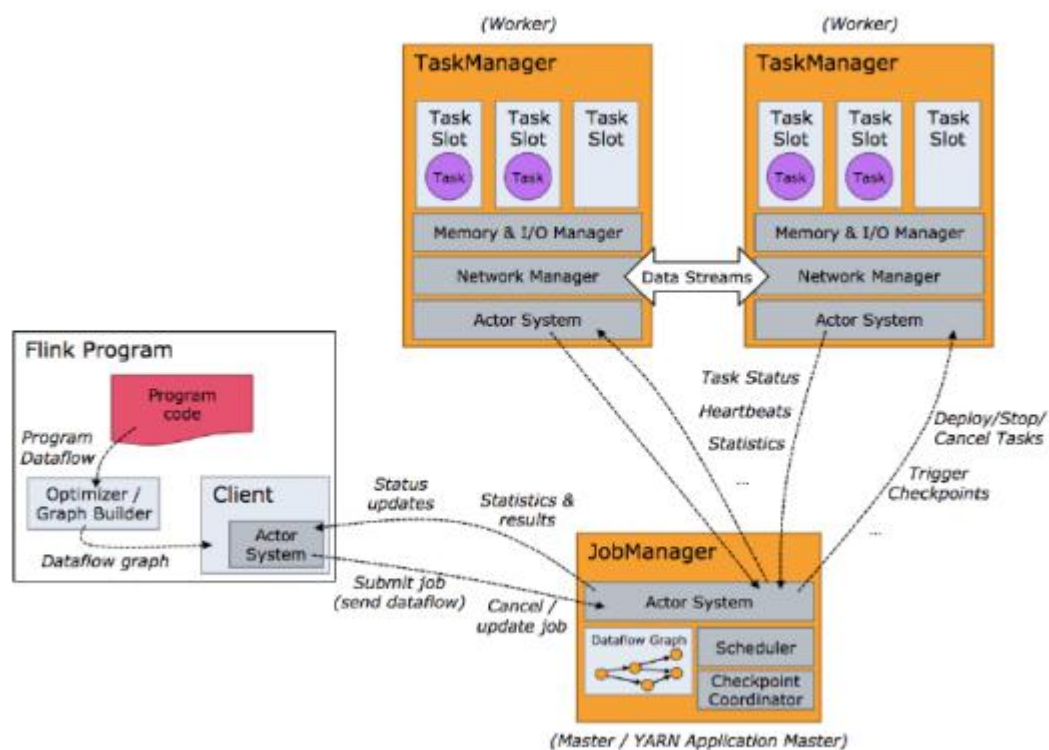 (Worker)
(Worker)
TaskManager
TaskManager
Task
Slot
Task
Slot
Task
Slot
Task
Slot
Task
Slot
Task
Slot
Task
Task
Task
Task
Memory & I/O Manager
Memory & I/O Manager
Network Manager
Data Streams
Network Manager
Actor System
Actor System
Flink Program
Program
code
Program
Dataflow
Optimizer /
Graph Builder
Dataflow graph
Client
Actor
System
Status
updates
Statistics &
results
Submit job
(send dataflow)
Cancel /
update job
Task Status
Heartbeats
Statistics
...
Deploy/Stop/
Cancel Tasks
Trigger
Checkpoints
...
JobManager
Actor System
Dataflow Graph
Scheduler
Checkpoint
Coordinator
(Master / YARN Application Master)